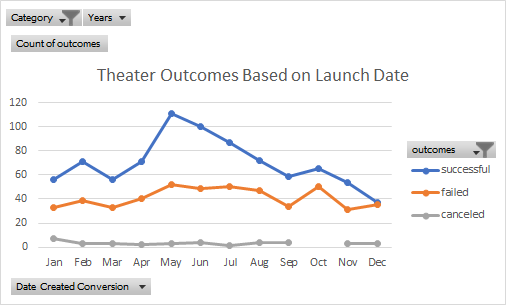 Category Years
Count of outcomes
Theater Outcomes Based on Launch Date
120
100
80
60
40
20
0
Jan Feb Mar Apr May Jun Jul Aug Sep Oct Nov Dec
outcomes
successful
failed
canceled
Date Created Conversion